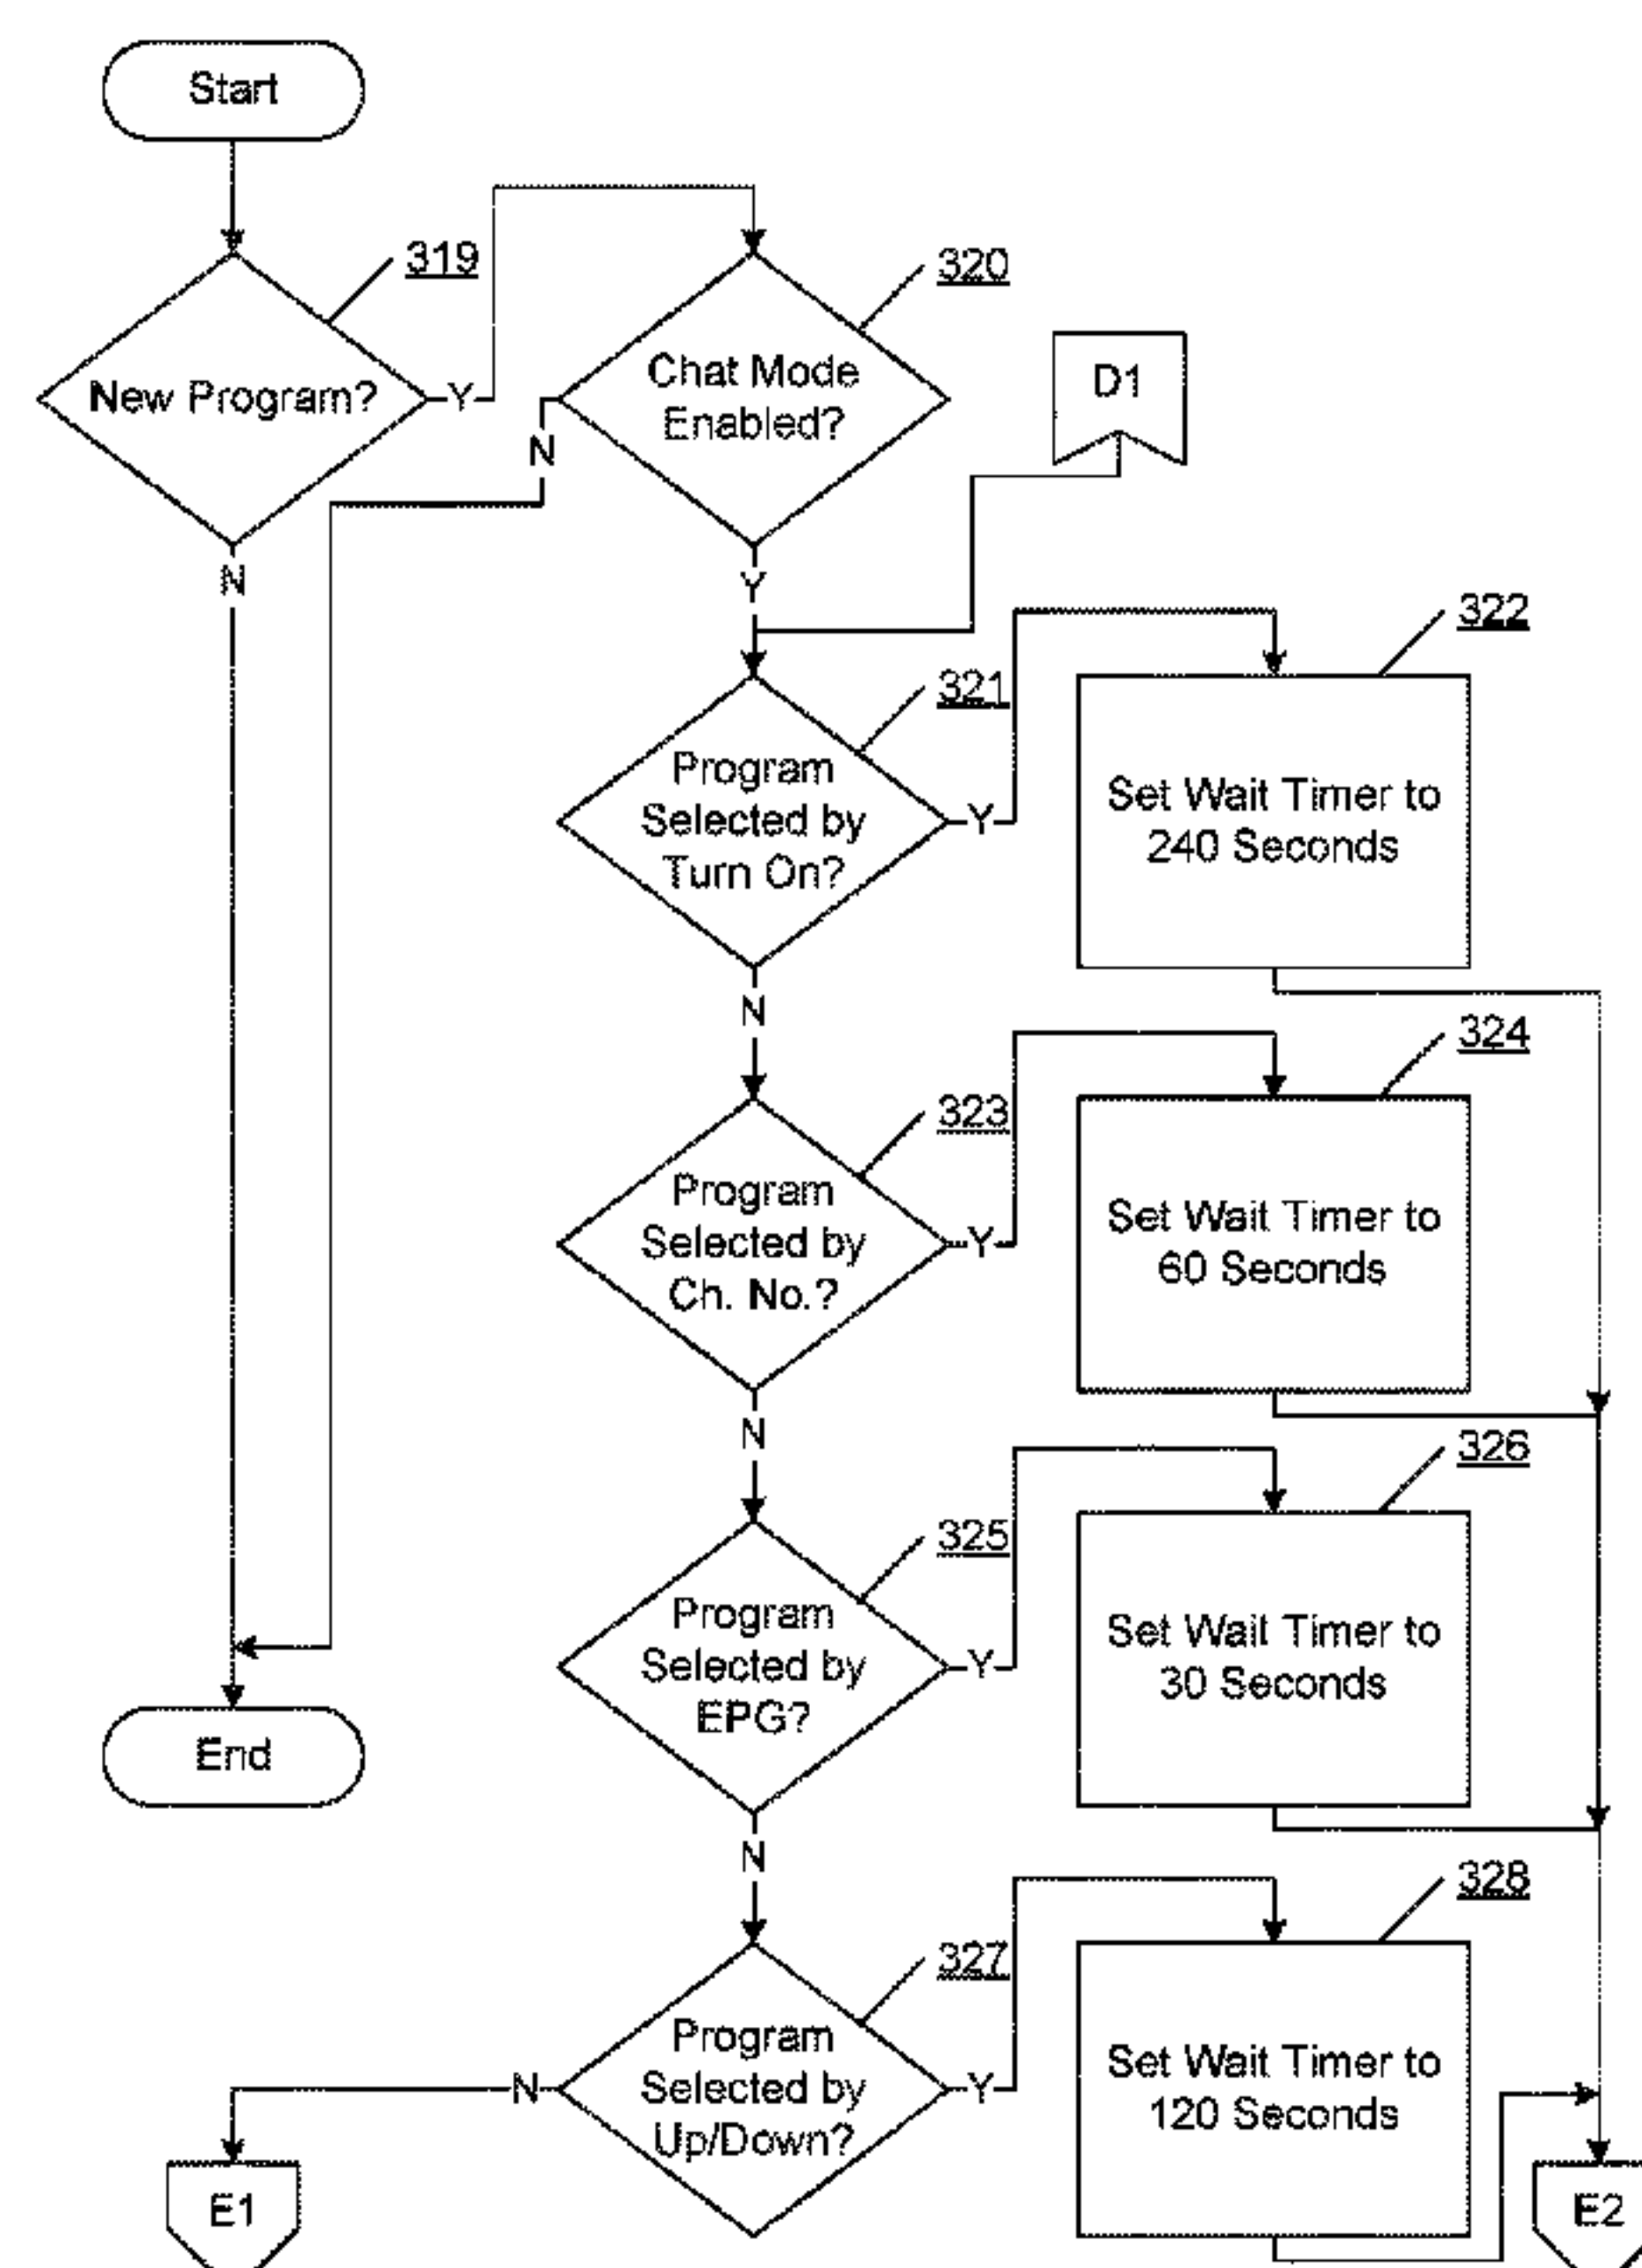 Start
319
New Program?
Y
N
320
Chat Mode
Enabled?
N
Y
D1
321
Program
Selected by
Turn On?
Y
N
322
Set Wait Timer to
240 Seconds
323
Program
Selected by
Ch. No.?
Y
N
324
Set Wait Timer to
60 Seconds
325
Program
Selected by
EPG?
Y
N
326
Set Wait Timer to
30 Seconds
End
327
Program
Selected by
Up/Down?
Y
N
328
Set Wait Timer to
120 Seconds
E1
E2